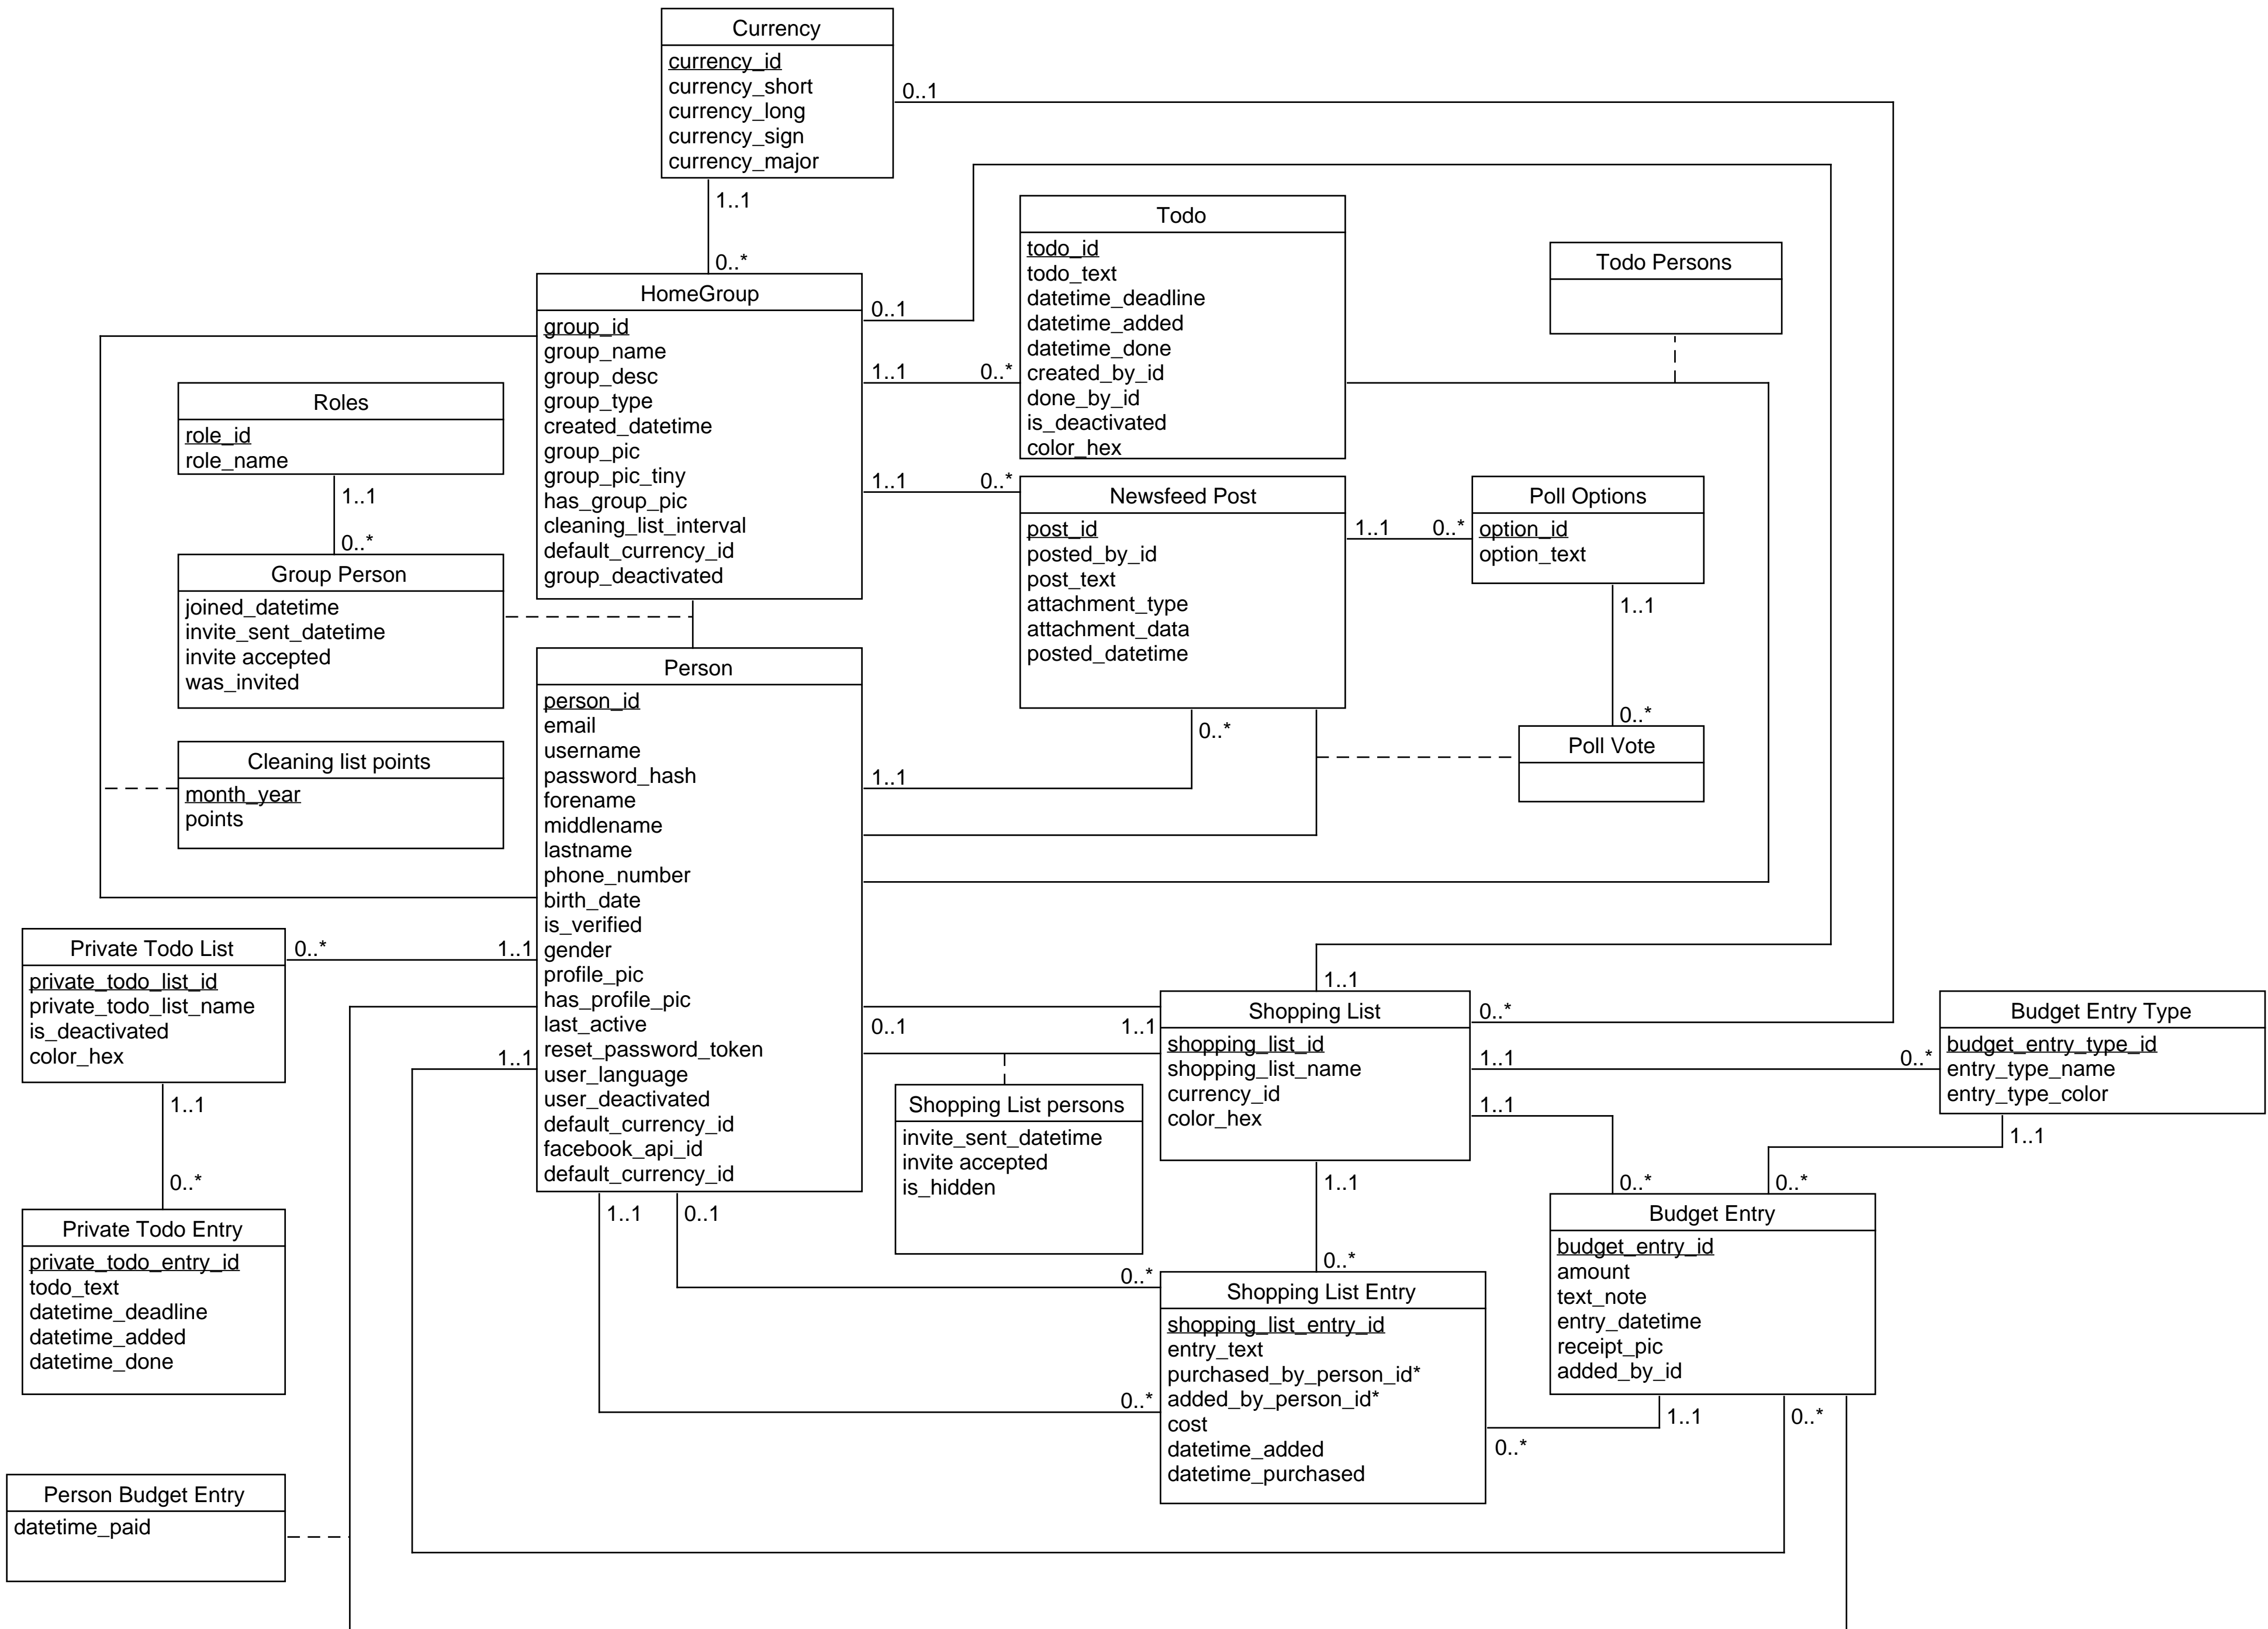 Currency
currency_id
currency_short
currency_long
currency_sign
currency_major
0..1
1..1
0..*
HomeGroup
group_id
group_name
group_desc
group_type
created_datetime
group_pic
group_pic_tiny
has_group_pic
cleaning_list_interval
default_currency_id
group_deactivated
0..1
1..1
0..*
1..1
0..*
Todo
todo_id
todo_text
datetime_deadline
datetime_added
datetime_done
created_by_id
done_by_id
is_deactivated
color_hex
Todo Persons
Roles
role_id
role_name
1..1
0..*
Group Person
joined_datetime
invite_sent_datetime
invite accepted
was_invited
Newsfeed Post
post_id
posted_by_id
post_text
attachment_type
attachment_data
posted_datetime
1..1
0..*
Poll Options
option_id
option_text
1..1
0..*
Poll Vote
0..*
1..1
Cleaning list points
month_year
points
Person
person_id
email
username
password_hash
forename
middlename
lastname
phone_number
birth_date
is_verified
gender
profile_pic
has_profile_pic
last_active
reset_password_token
user_language
user_deactivated
default_currency_id
facebook_api_id
default_currency_id
Private Todo List
private_todo_list_id
private_todo_list_name
is_deactivated
color_hex
0..*
1..1
1..1
1..1
0..*
Private Todo Entry
private_todo_entry_id
todo_text
datetime_deadline
datetime_added
datetime_done
0..1
1..1
1..1
Shopping List
shopping_list_id
shopping_list_name
currency_id
color_hex
0..*
1..1
0..*
1..1
Budget Entry Type
budget_entry_type_id
entry_type_name
entry_type_color
1..1
Shopping List persons
invite_sent_datetime
invite accepted
is_hidden
1..1
0..1
1..1
0..*
0..*
0..*
Shopping List Entry
shopping_list_entry_id
entry_text
purchased_by_person_id*
added_by_person_id*
cost
datetime_added
datetime_purchased
0..*
0..*
Budget Entry
budget_entry_id
amount
text_note
entry_datetime
receipt_pic
added_by_id
1..1
0..*
0..*
Person Budget Entry
datetime_paid